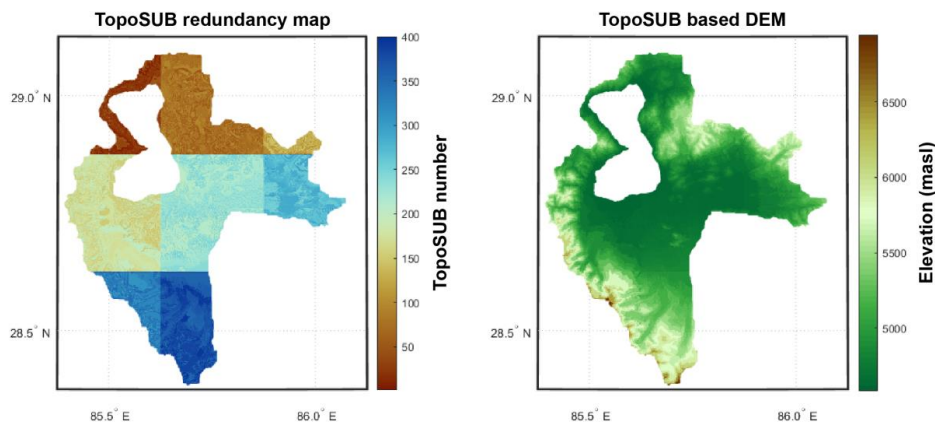 TopoSUB redundancy map
29.0° N
28.5° N
85.5° E
86.0° E
400
350
300
250
200
150
100
50
TopoSUB number
TopoSUB based DEM
29.0° N
28.5° N
85.5° E
86.0° E
6500
6000
5500
5000
Elevation (masl)